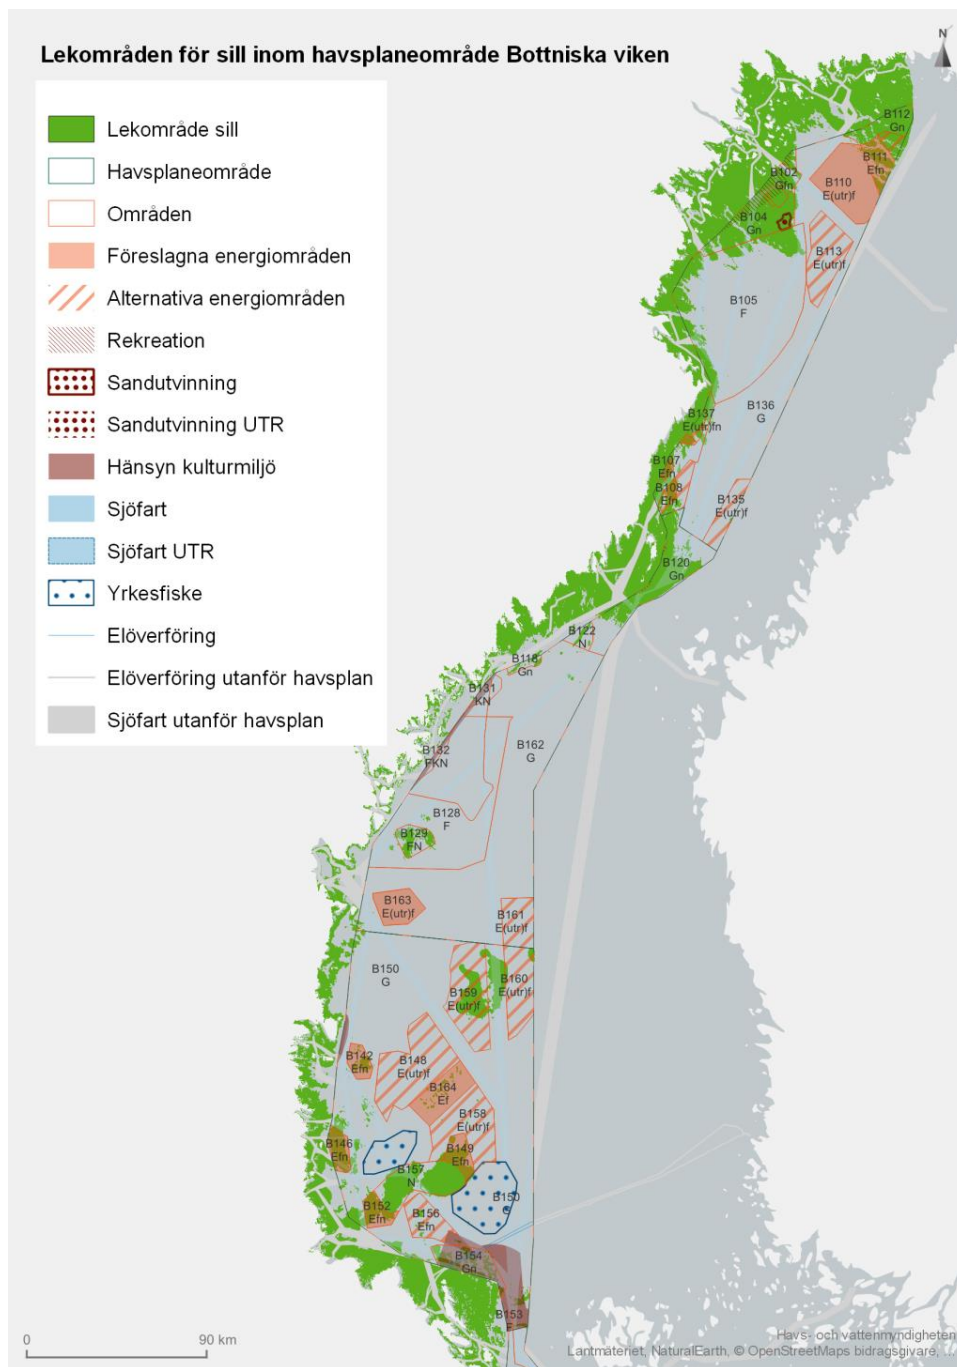 Lekområden för sill inom havsplaneområde Bottniska viken
N
Lekområde sill
Havsplaneområde
Områden
Föreslagna energiområden
Alternativa energiområden
Rekreation
Sandutvinning
Sandutvinning UTR
Hänsyn kulturmiljö
Sjöfart
Sjöfart UTR
Yrkesfiske
Elöverföring
Elöverföring utanför havsplan
Sjöfart utanför havsplan
B112
Gn
B111
Efn
B102
Gfn
B110
E(utr)f
B104
Gn
B113
E(utr)f
B105
F
B136
G
B137
E(utr)fn
B107
Efn
B108
Efn
B135
E(utr)f
B120
Gn
B122
N
B118
Gn
B131
KN
B132
FKN
B162
G
B128
F
B129
FN
B163
E(utr)f
B161
E(utr)f
B150
G
B159
E(utr)f
B160
E(utr)f
B142
Efn
B148
E(utr)f
B164
Ef
B158
E(utr)f
B146
Efn
B149
Efn
B157
N
B150
G
B152
Efn
B156
Efn
B154
Gn
B153
F
0 90 km
Havs- och vattenmyndigheten
Lantmäteriet, NaturalEarth, © OpenStreetMaps bidragsgivare, ...